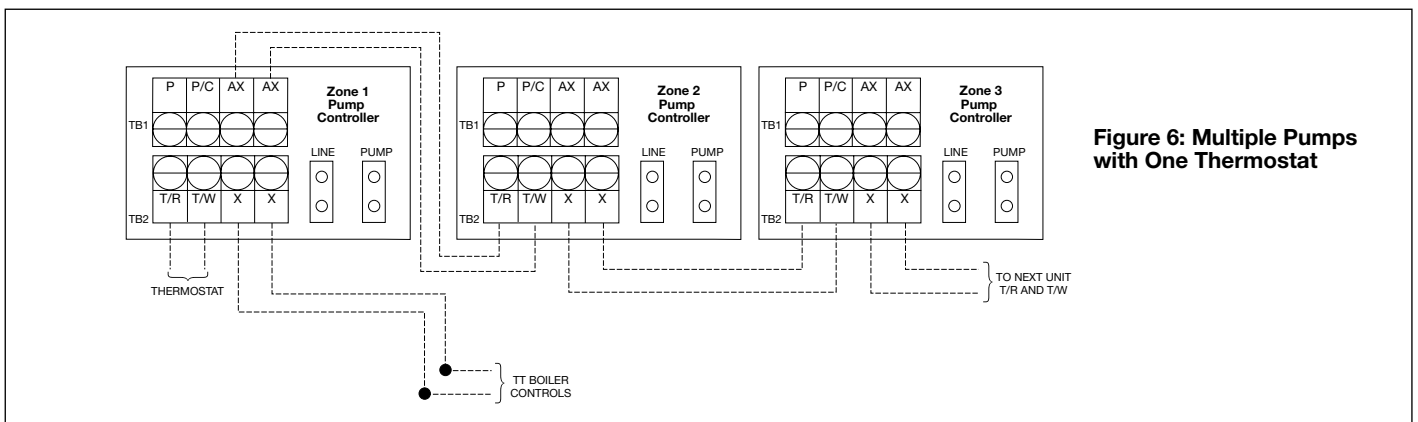 P P/C AX AX
Zone 1
Pump
Controller
TB1
LINE PUMP
T/R T/W X X
TB2
THERMOSTAT
P P/C AX AX
Zone 2
Pump
Controller
TB1
LINE PUMP
T/R T/W X X
TB2
P P/C AX AX
Zone 3
Pump
Controller
TB1
LINE PUMP
T/R T/W X X
TB2
TO NEXT UNIT
T/R AND T/W
TT BOILER
CONTROLS
Figure 6: Multiple Pumps
with One Thermostat